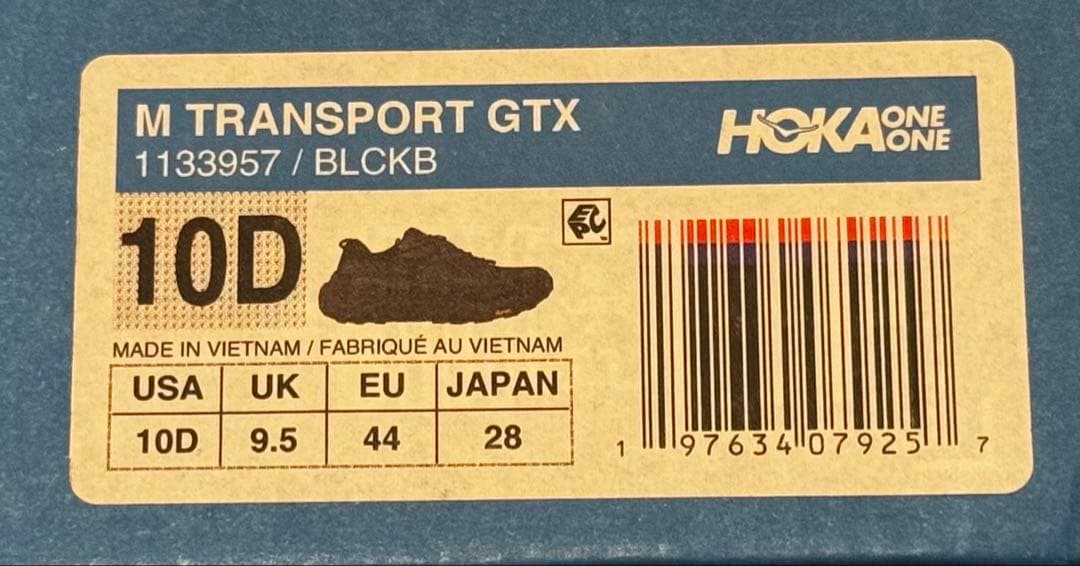 M TRANSPORT GTX
1133957 / BLCKB
HOKA ONE ONE
10D
EPC
MADE IN VIETNAM / FABRIQUÉ AU VIETNAM
USA UK EU JAPAN
10D 9.5 44 28
1 97634 07925 7